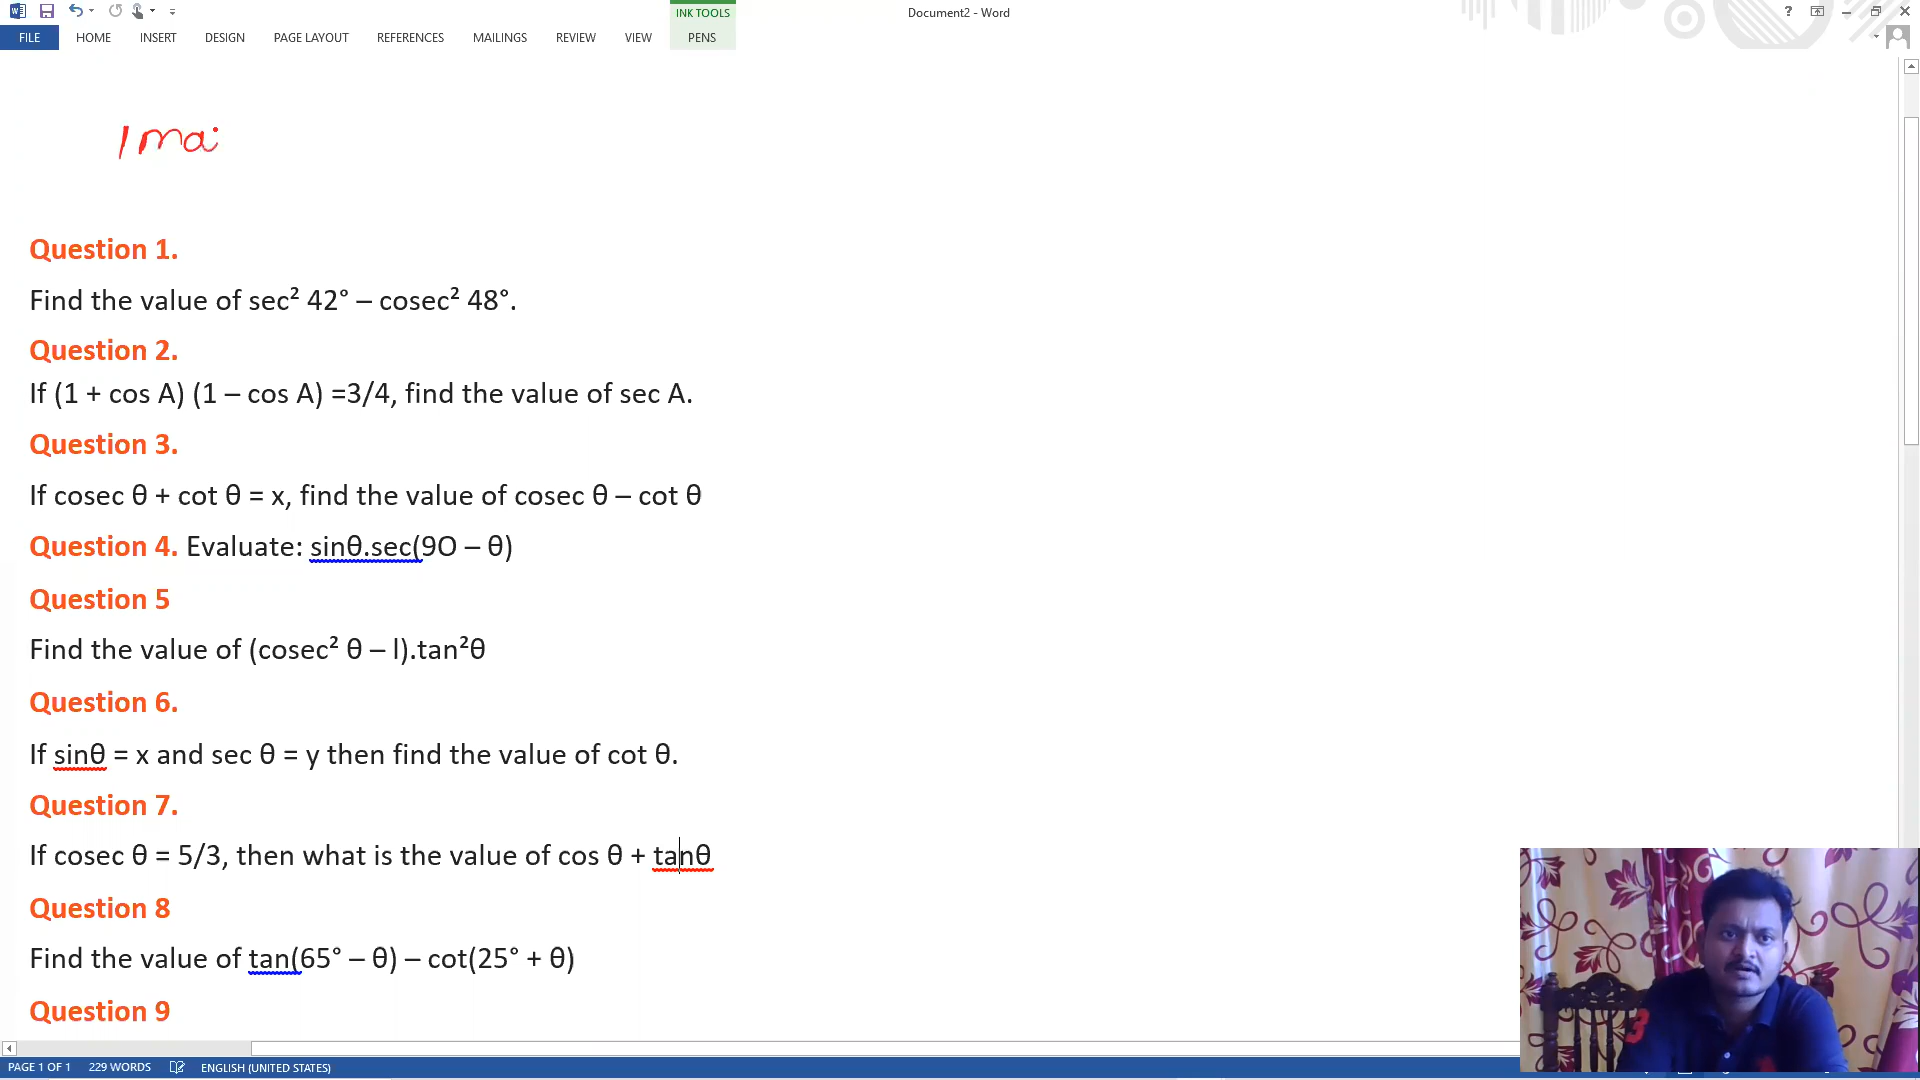 INK TOOLS
Document2 - Word
?
FILE HOME INSERT DESIGN PAGE LAYOUT REFERENCES MAILINGS REVIEW VIEW PENS
1 ma
Question 1.
Find the value of sec² 42° – cosec² 48°.
Question 2.
If (1 + cos A) (1 – cos A) =3/4, find the value of sec A.
Question 3.
If cosec θ + cot θ = x, find the value of cosec θ – cot θ
Question 4. Evaluate: sinθ.sec(9O – θ)
Question 5
Find the value of (cosec² θ – l).tan²θ
Question 6.
If sinθ = x and sec θ = y then find the value of cot θ.
Question 7.
If cosec θ = 5/3, then what is the value of cos θ + tanθ
Question 8
Find the value of tan(65° – θ) – cot(25° + θ)
Question 9
PAGE 1 OF 1 229 WORDS ENGLISH (UNITED STATES)